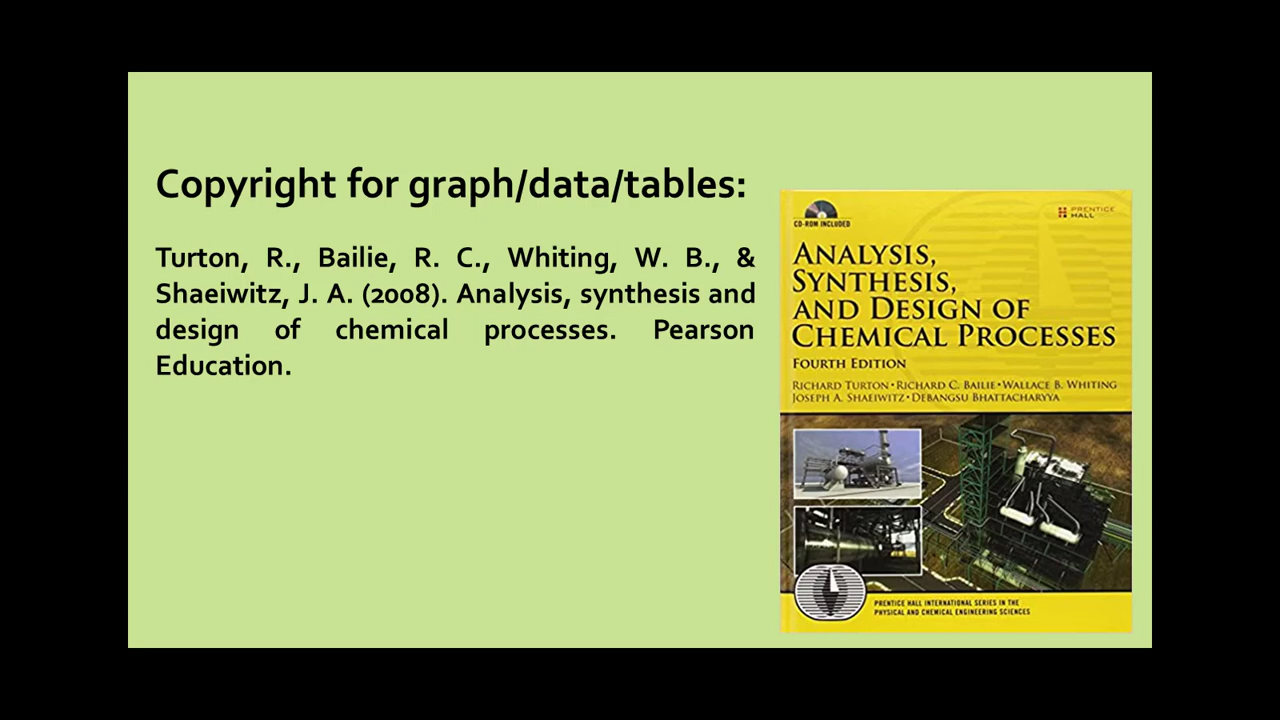 Copyright for graph/data/tables:
Turton, R., Bailie, R. C., Whiting, W. B., &
Shaeiwitz, J. A. (2008). Analysis, synthesis and
design of chemical processes. Pearson
Education.
CD-ROM INCLUDED
PRENTICE
HALL
ANALYSIS,
SYNTHESIS,
AND DESIGN OF
CHEMICAL PROCESSES
FOURTH EDITION
RICHARD TURTON • RICHARD C. BAILIE • WALLACE B. WHITING
JOSEPH A. SHAEIWITZ • DEBANGSU BHATTACHARYYA
PRENTICE HALL INTERNATIONAL SERIES IN THE
PHYSICAL AND CHEMICAL ENGINEERING SCIENCES